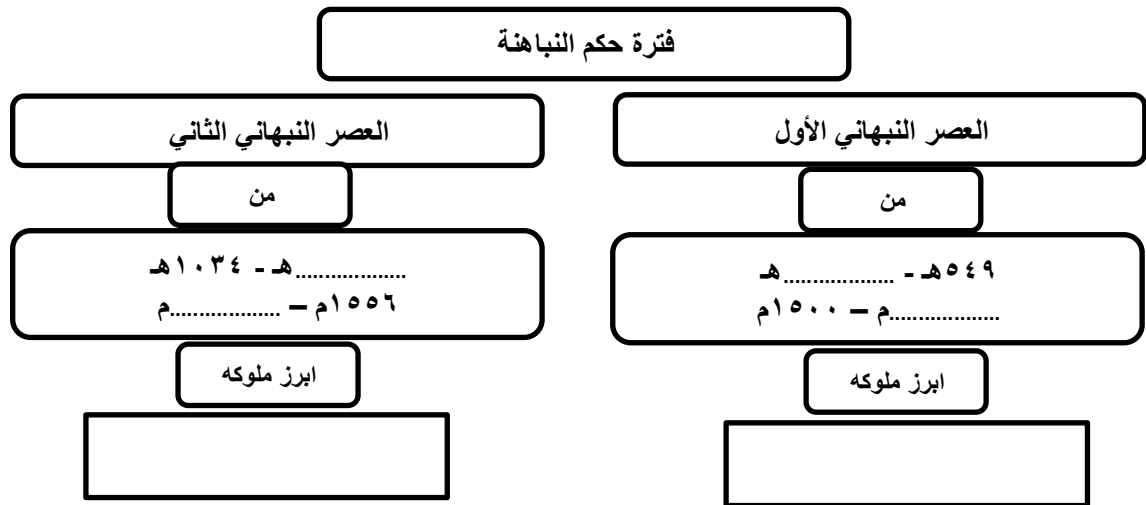 فترة حكم النباهنة
العصر النبهاني الأول
من
٥٤٩هـ - ...................هـ
...................م – ١٥٠٠م
ابرز ملوكه
العصر النبهاني الثاني
من
...................هـ - ١٠٣٤هـ
١٥٥٦م – ...................م
ابرز ملوكه